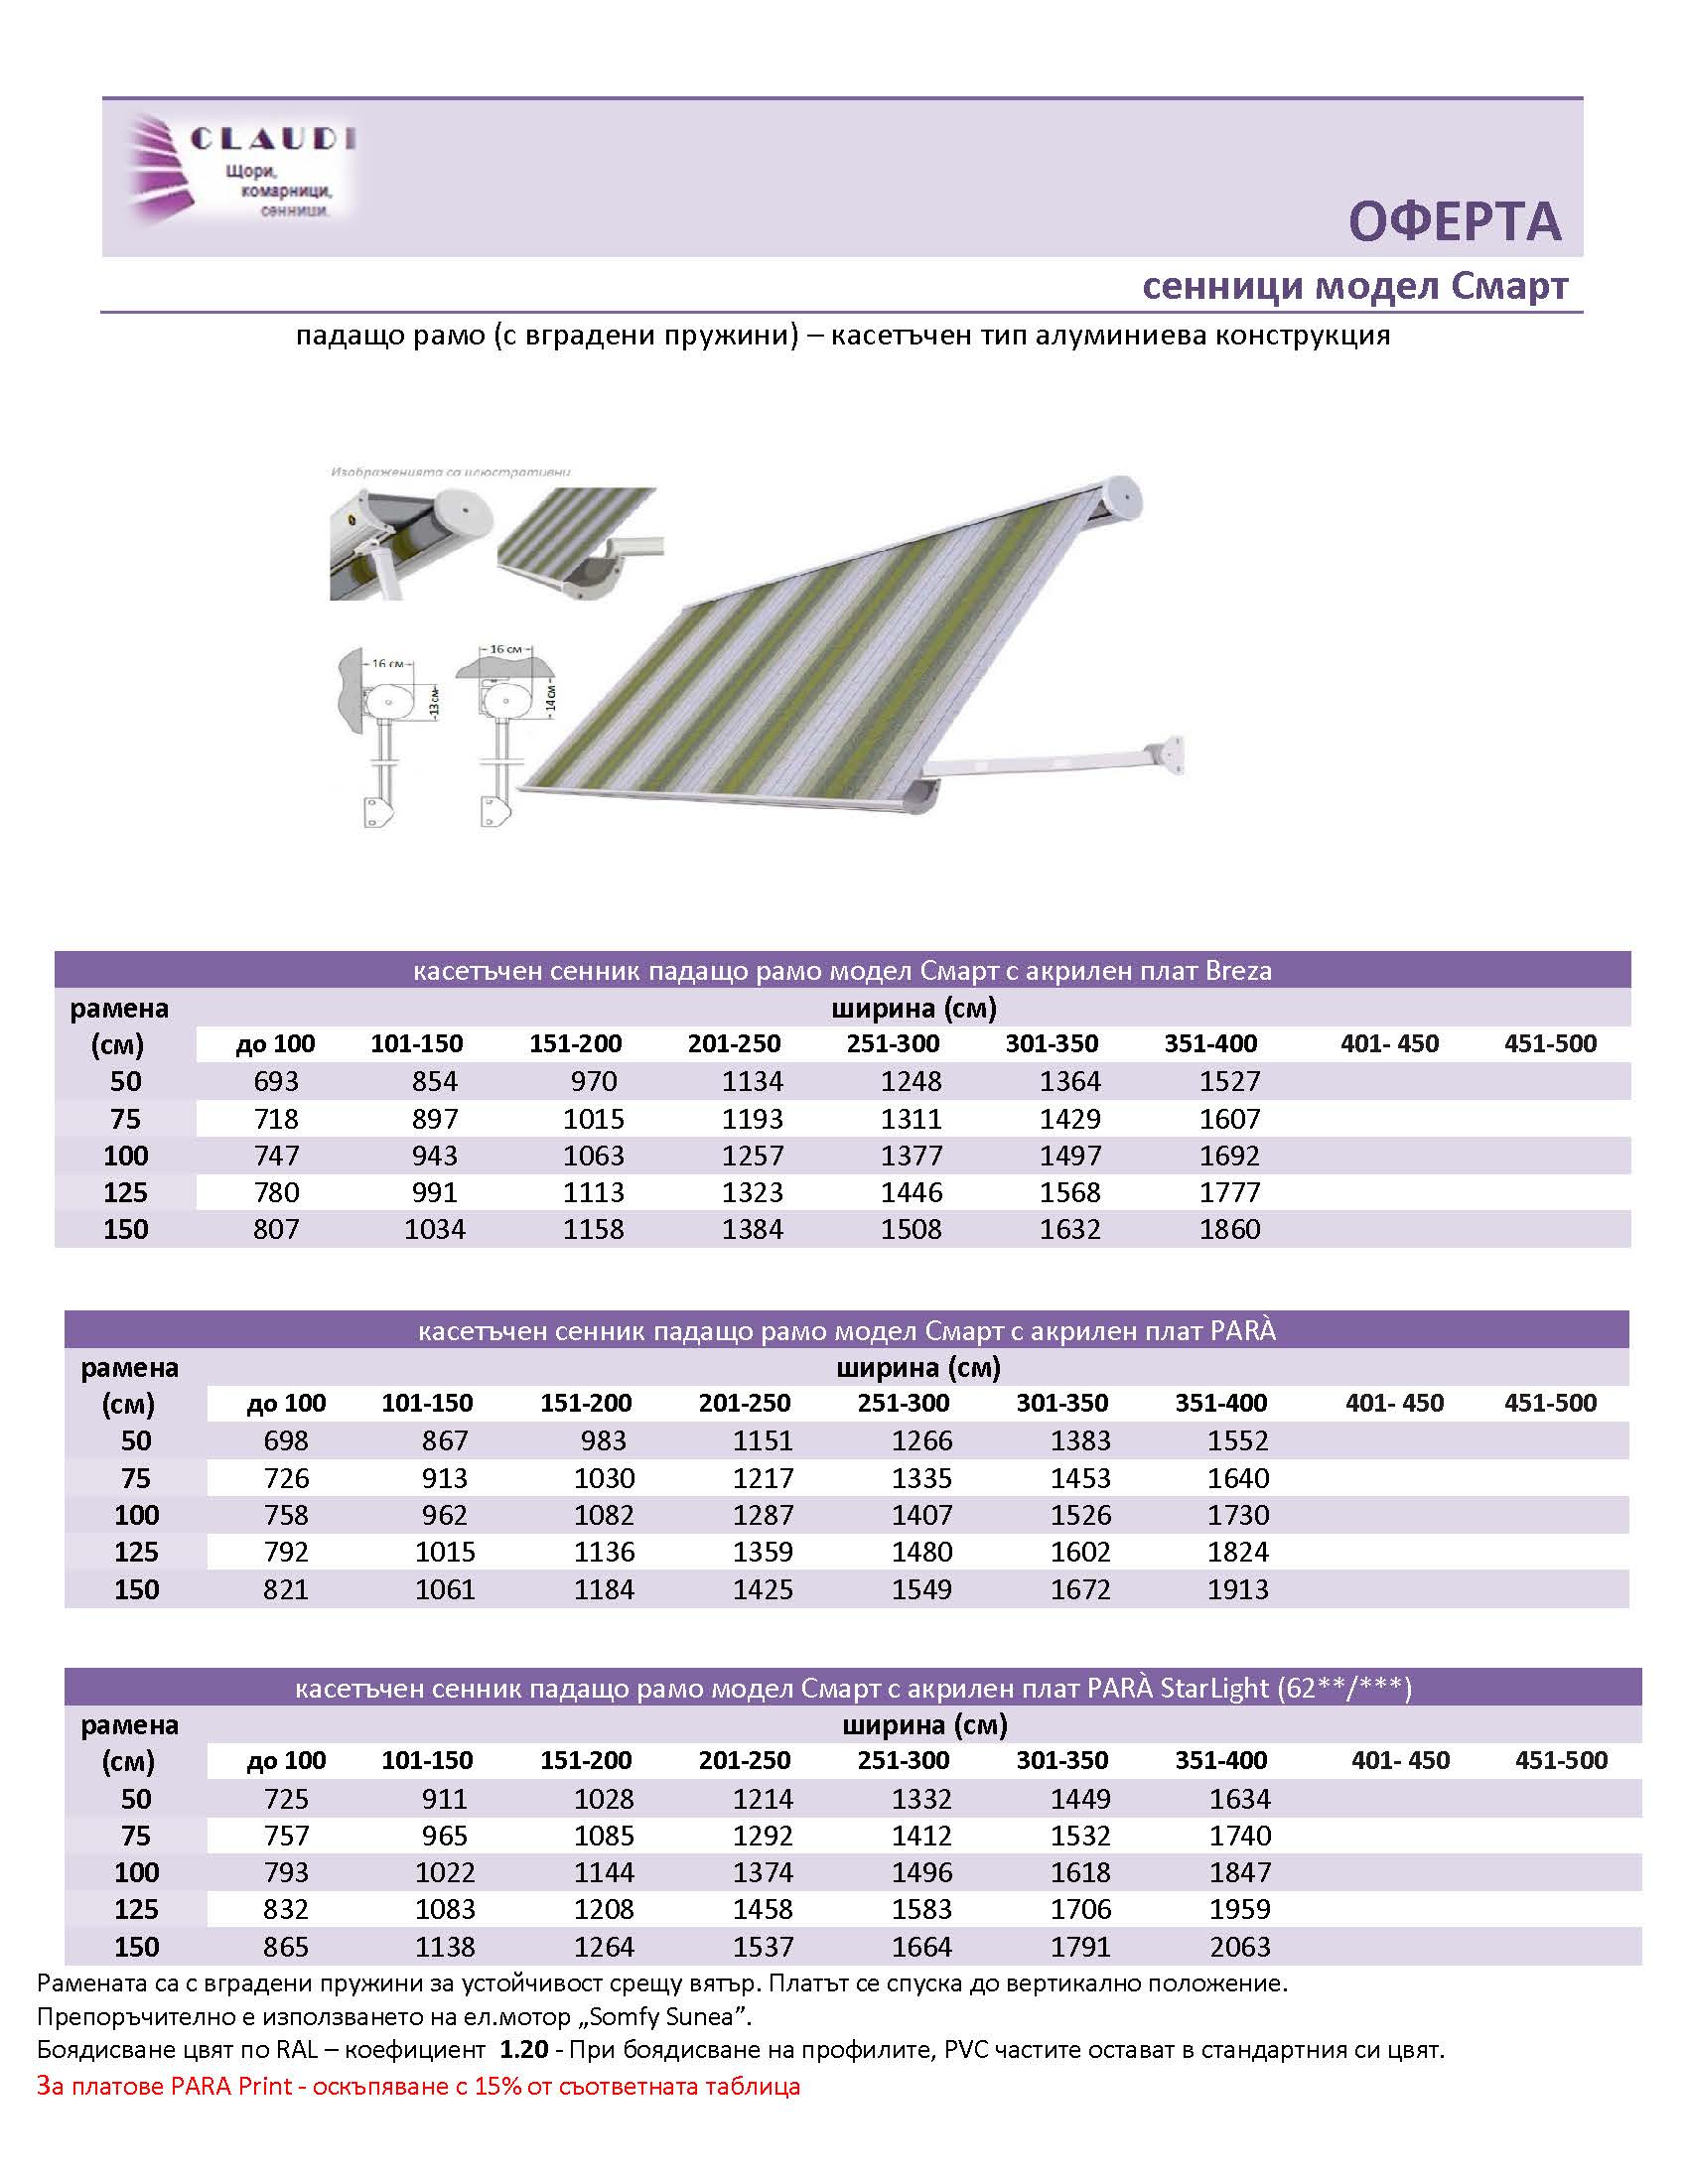 CLAUDI
Щори,
комарници,
сенници.
ОФЕРТА
сенници модел Смарт
падащо рамо (с вградени пружини) – касетъчен тип алуминиева конструкция
Изображенията са илюстративни
16 см
16 см
13 см
14 см
касетъчен сенник падащо рамо модел Смарт с акрилен плат Breza
рамена ширина (см)
(см) до 100 101-150 151-200 201-250 251-300 301-350 351-400 401- 450 451-500
50 693 854 970 1134 1248 1364 1527
75 718 897 1015 1193 1311 1429 1607
100 747 943 1063 1257 1377 1497 1692
125 780 991 1113 1323 1446 1568 1777
150 807 1034 1158 1384 1508 1632 1860
касетъчен сенник падащо рамо модел Смарт с акрилен плат PARÀ
рамена ширина (см)
(см) до 100 101-150 151-200 201-250 251-300 301-350 351-400 401- 450 451-500
50 698 867 983 1151 1266 1383 1552
75 726 913 1030 1217 1335 1453 1640
100 758 962 1082 1287 1407 1526 1730
125 792 1015 1136 1359 1480 1602 1824
150 821 1061 1184 1425 1549 1672 1913
касетъчен сенник падащо рамо модел Смарт с акрилен плат PARÀ StarLight (62**/***)
рамена ширина (см)
(см) до 100 101-150 151-200 201-250 251-300 301-350 351-400 401- 450 451-500
50 725 911 1028 1214 1332 1449 1634
75 757 965 1085 1292 1412 1532 1740
100 793 1022 1144 1374 1496 1618 1847
125 832 1083 1208 1458 1583 1706 1959
150 865 1138 1264 1537 1664 1791 2063
Рамената са с вградени пружини за устойчивост срещу вятър. Платът се спуска до вертикално положение.
Препоръчително е използването на ел.мотор „Somfy Sunea”.
Боядисване цвят по RAL – коефициент 1.20 - При боядисване на профилите, PVC частите остават в стандартния си цвят.
За платове PARA Print - оскъпяване с 15% от съответната таблица